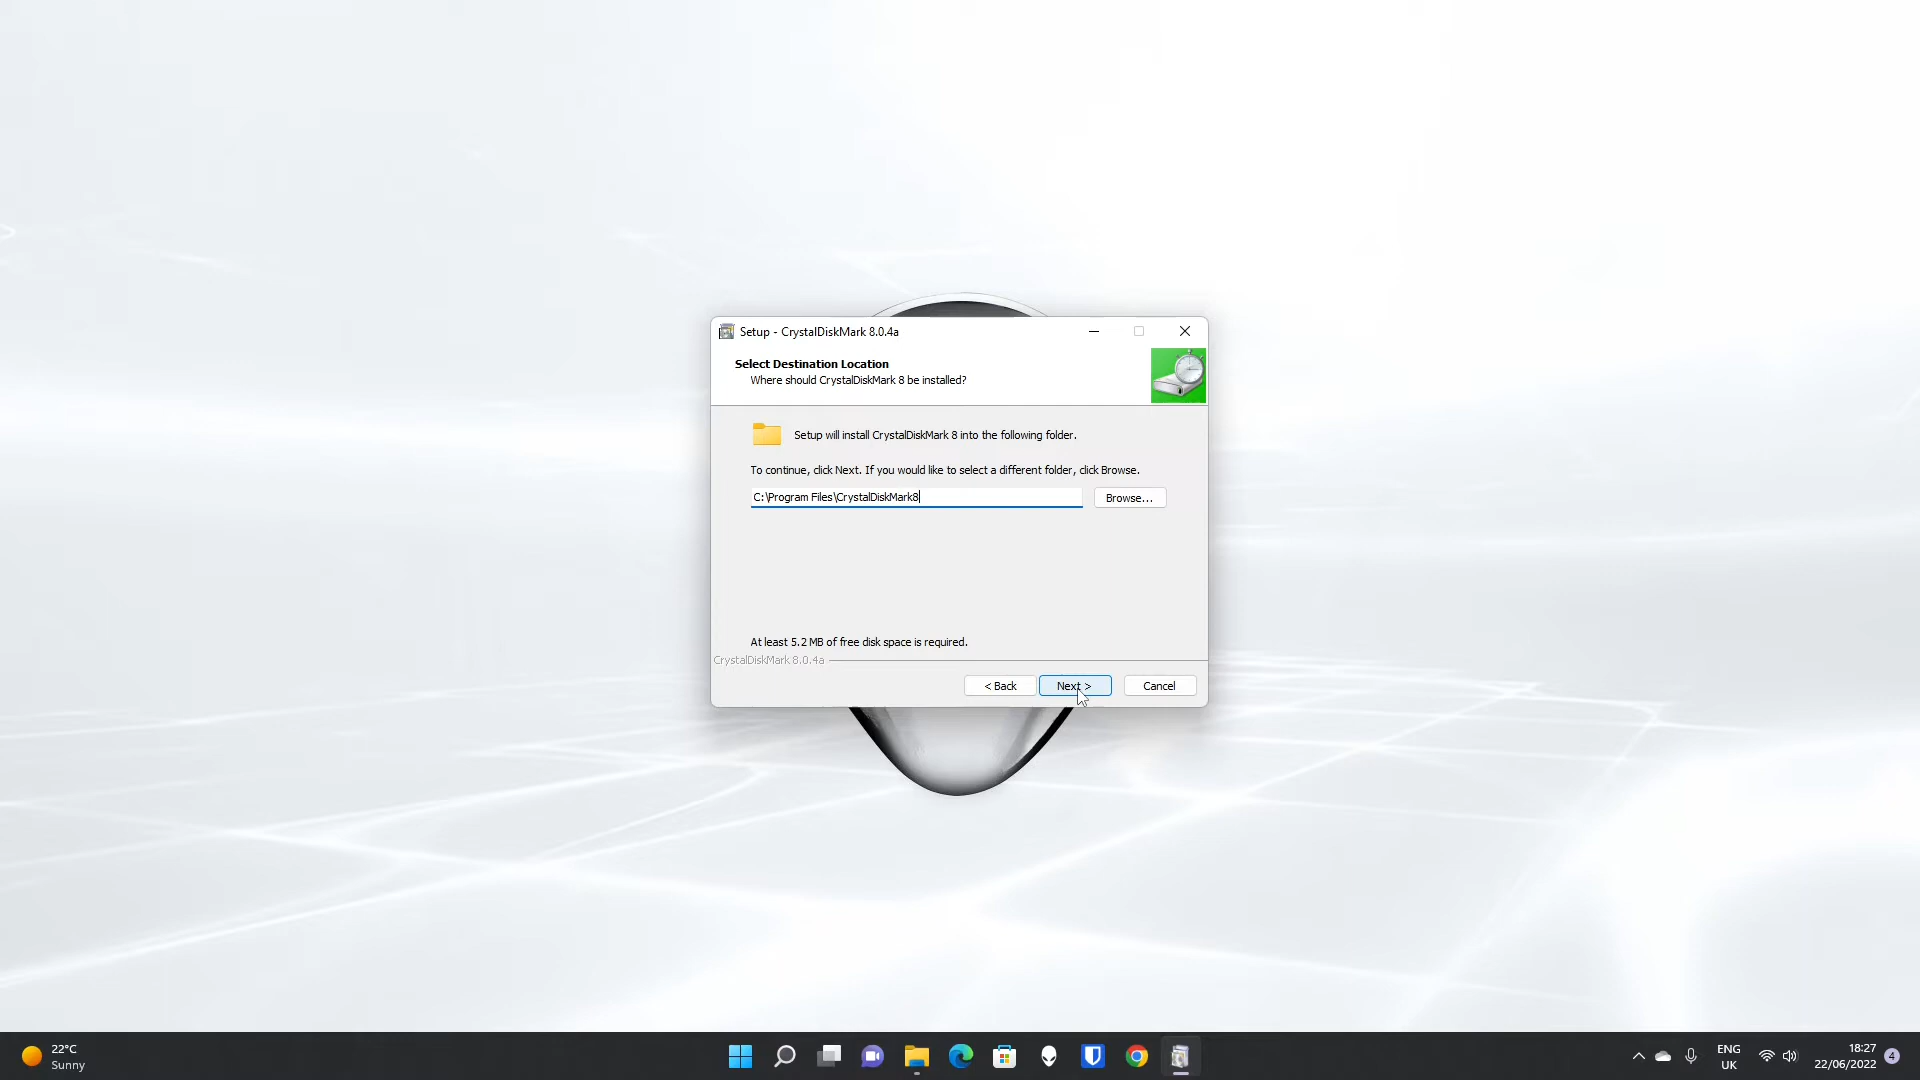 Setup - CrystalDiskMark 8.0.4a
Select Destination Location
Where should CrystalDiskMark 8 be installed?
Setup will install CrystalDiskMark 8 into the following folder.
To continue, click Next. If you would like to select a different folder, click Browse.
C:\Program Files\CrystalDiskMark8
Browse...
At least 5.2 MB of free disk space is required.
CrystalDiskMark 8.0.4a
< Back
Next >
Cancel
22°C
Sunny
ENG
UK
18:27
22/06/2022
4